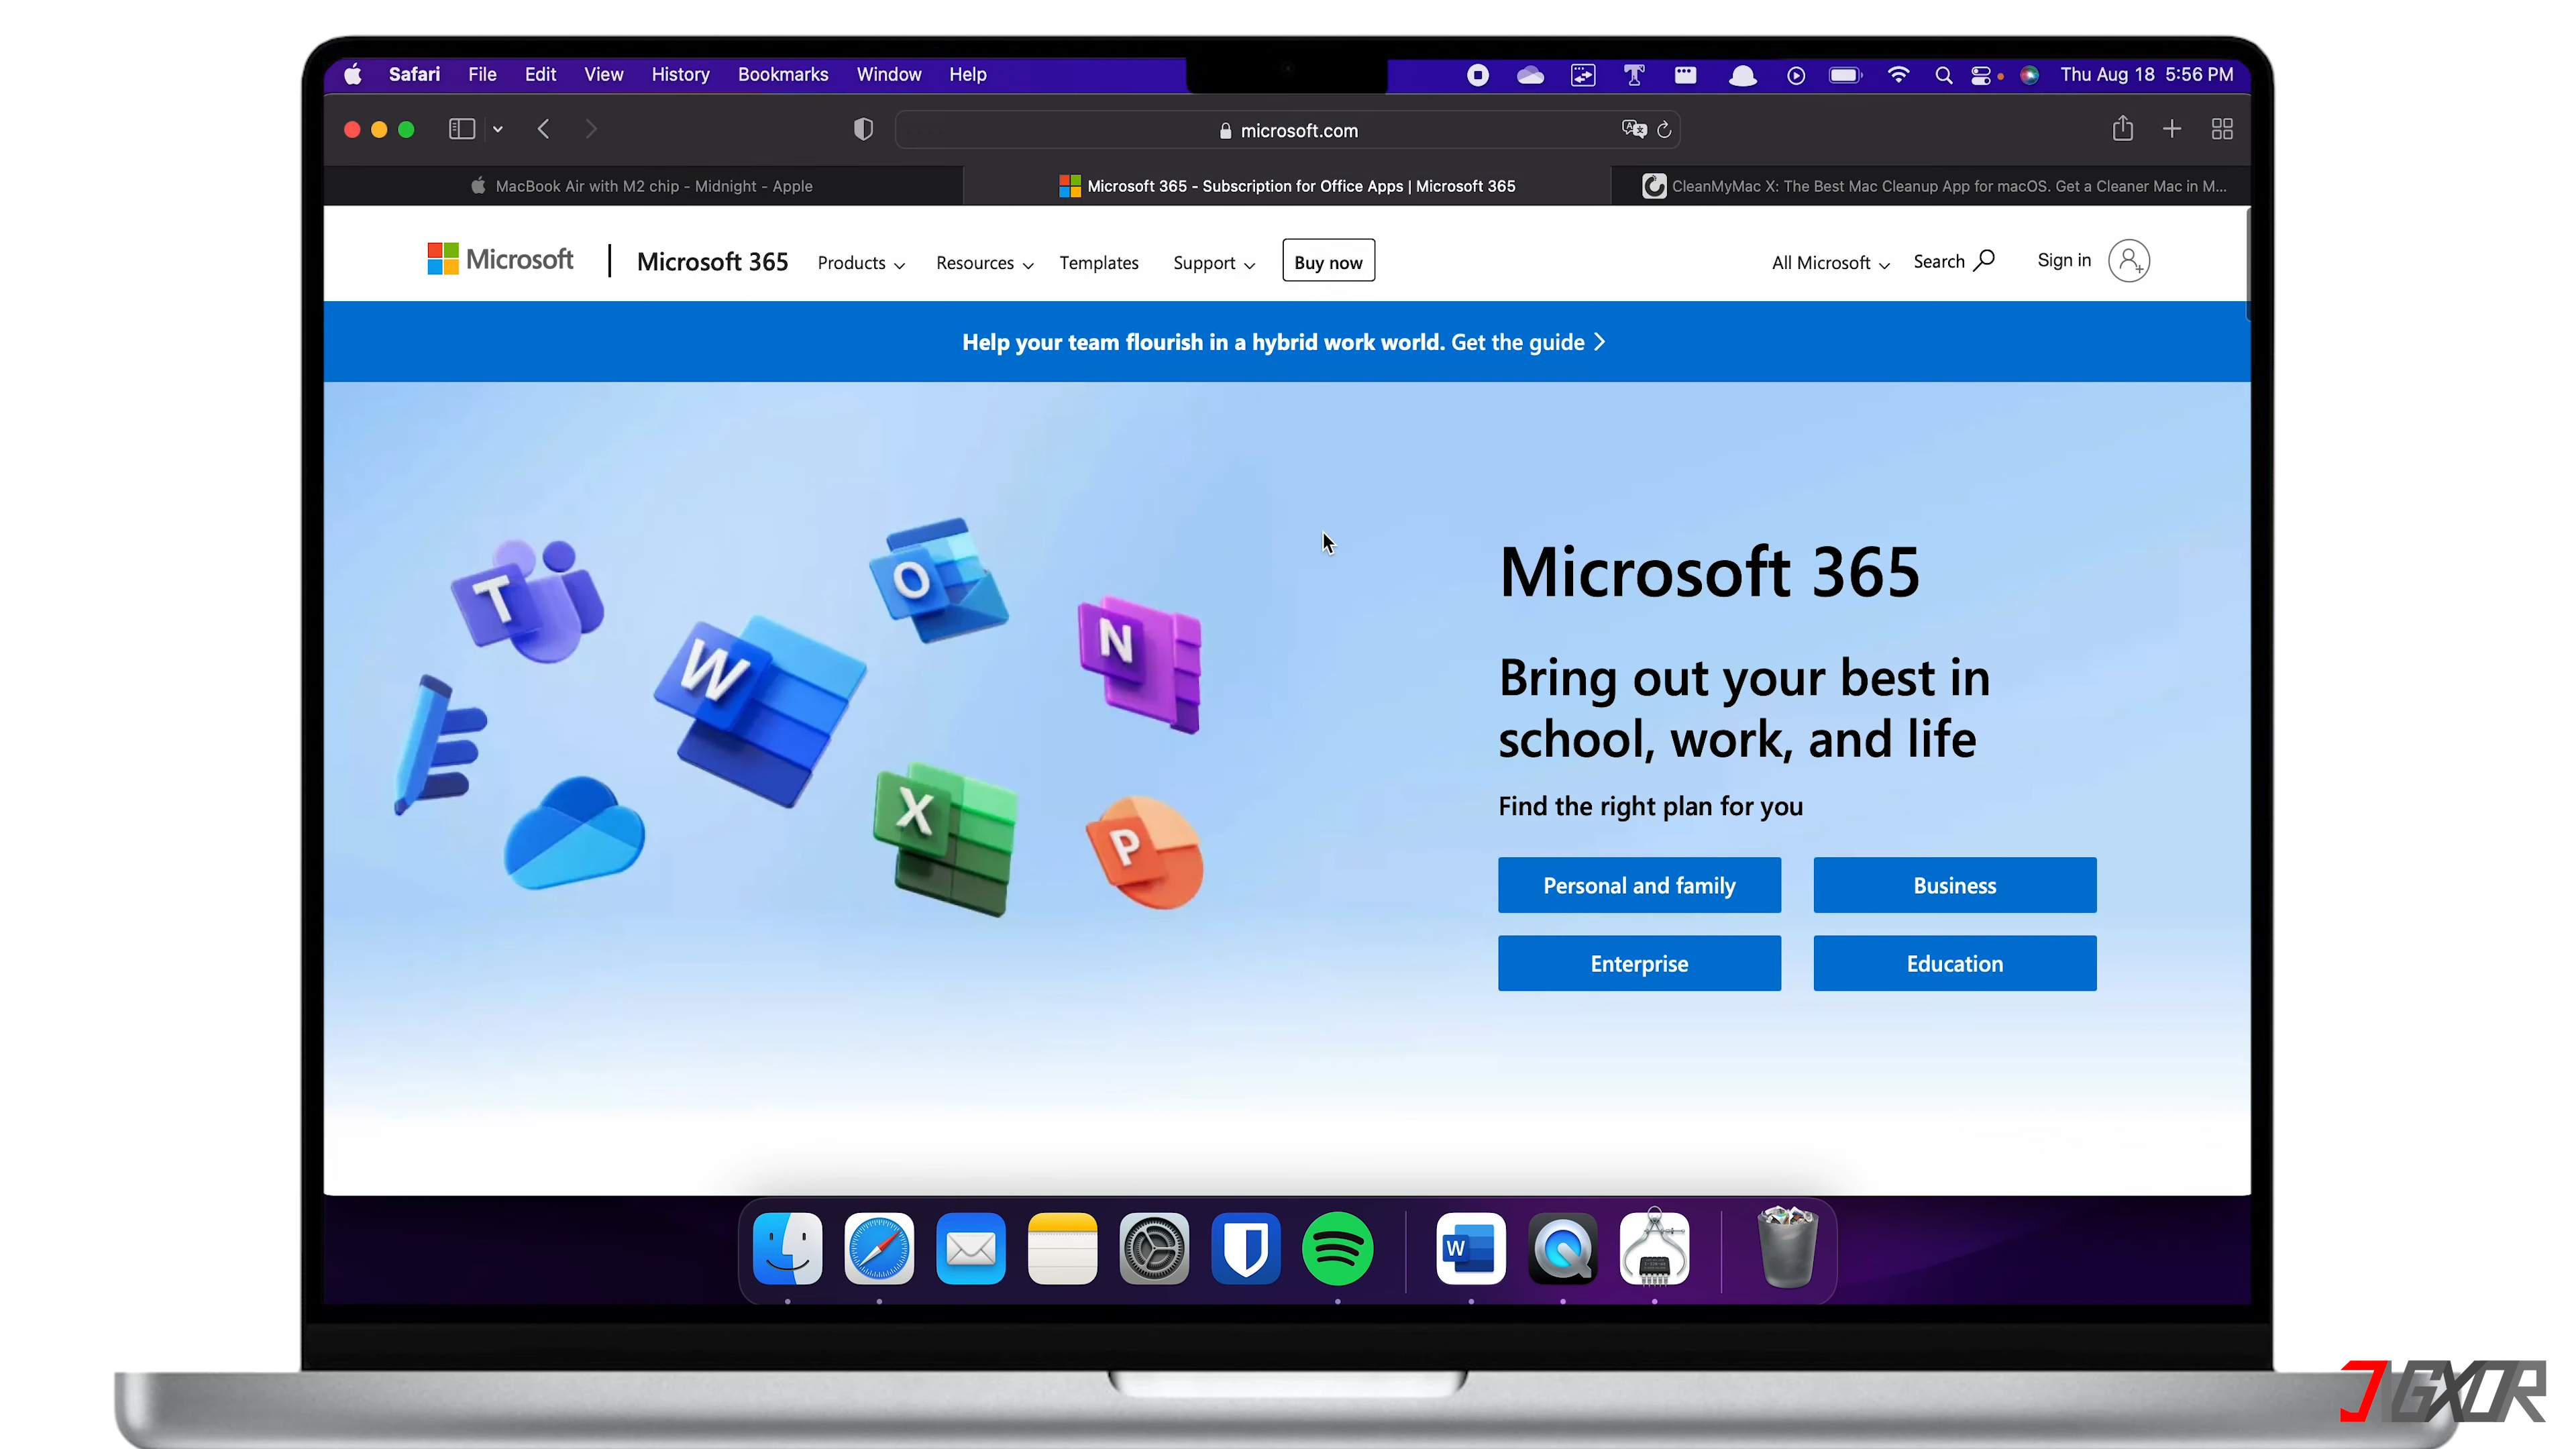 Safari File Edit View History Bookmarks Window Help Thu Aug 18 5:56 PM
microsoft.com
MacBook Air with M2 chip - Midnight - Apple
Microsoft 365 - Subscription for Office Apps | Microsoft 365
CleanMyMac X: The Best Mac Cleanup App for macOS. Get a Cleaner Mac in M...
Microsoft | Microsoft 365 Products Resources Templates Support Buy now All Microsoft Search Sign in
Help your team flourish in a hybrid work world. Get the guide >
T
O
N
W
X
P
Microsoft 365
Bring out your best in
school, work, and life
Find the right plan for you
Personal and family Business
Enterprise Education
W
JIGXOR